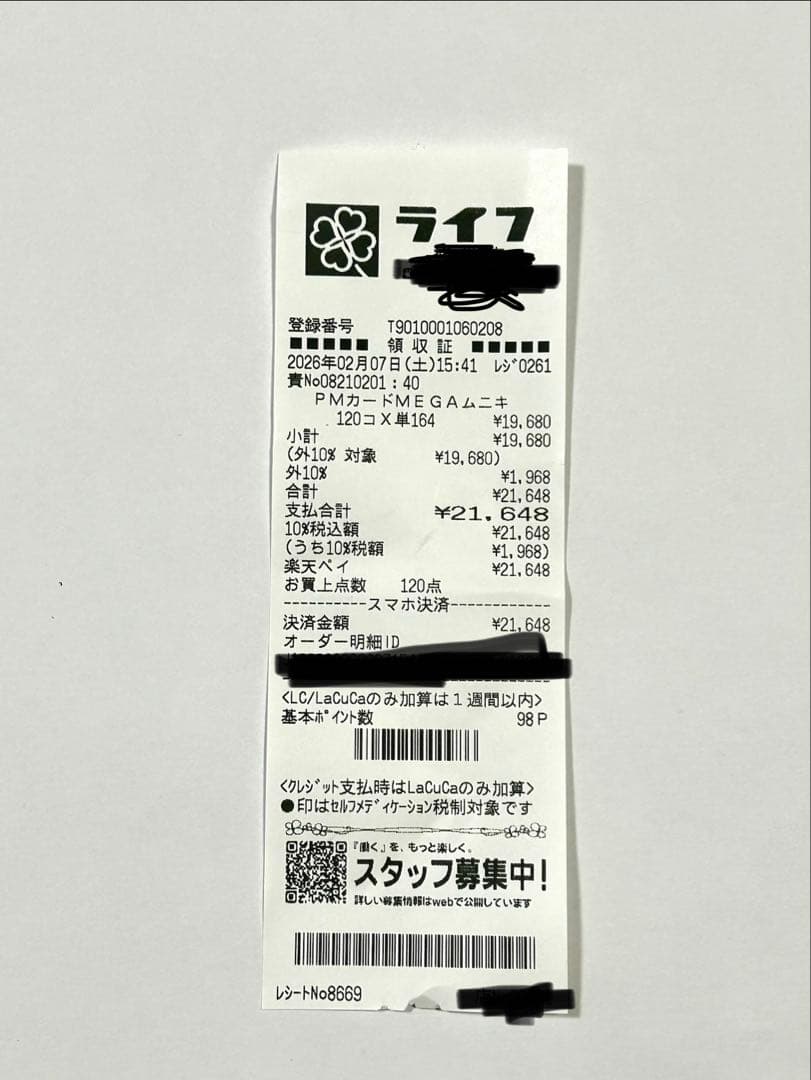 ライフ
登録番号 T9010001060208
■■■■■ 領収証 ■■■■■
2026年02月07日(土)15:41 ﾚｼﾞ0261
責No08210201:40
PMカードMEGAムニキ
120コX単164 ¥19,680
小計 ¥19,680
(外10% 対象 ¥19,680)
外10% ¥1,968
合計 ¥21,648
支払合計 ¥21,648
10%税込額 ¥21,648
(うち10%税額 ¥1,968)
楽天ペイ ¥21,648
お買上点数 120点
----------スマホ決済------------
決済金額 ¥21,648
オーダー明細ID
<LC/LaCuCaのみ加算は１週間以内>
基本ﾎﾟｲﾝﾄ数 98P
<ｸﾚｼﾞｯﾄ支払時はLaCuCaのみ加算>
●印はｾﾙﾌﾒﾃﾞｨｹｰｼｮﾝ税制対象です
『働く』を、もっと楽しく。
スタッフ募集中!
詳しい募集情報はwebで公開しています
ﾚｼｰﾄNo8669